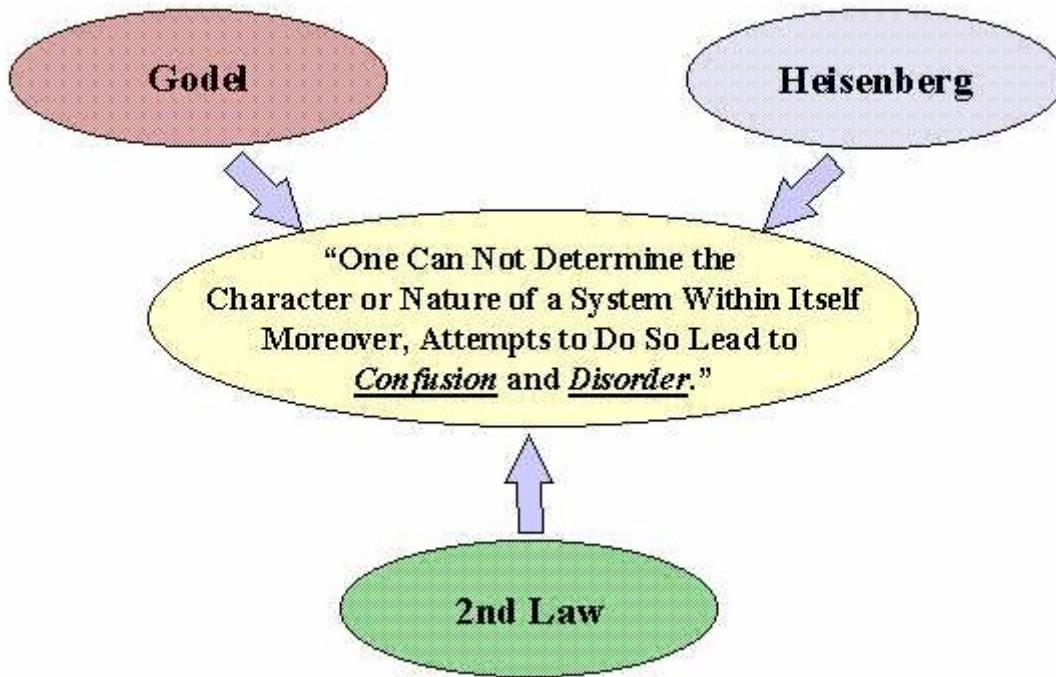 Godel
Heisenberg
“One Can Not Determine the
Character or Nature of a System Within Itself
Moreover, Attempts to Do So Lead to
Confusion and Disorder.”
2nd Law